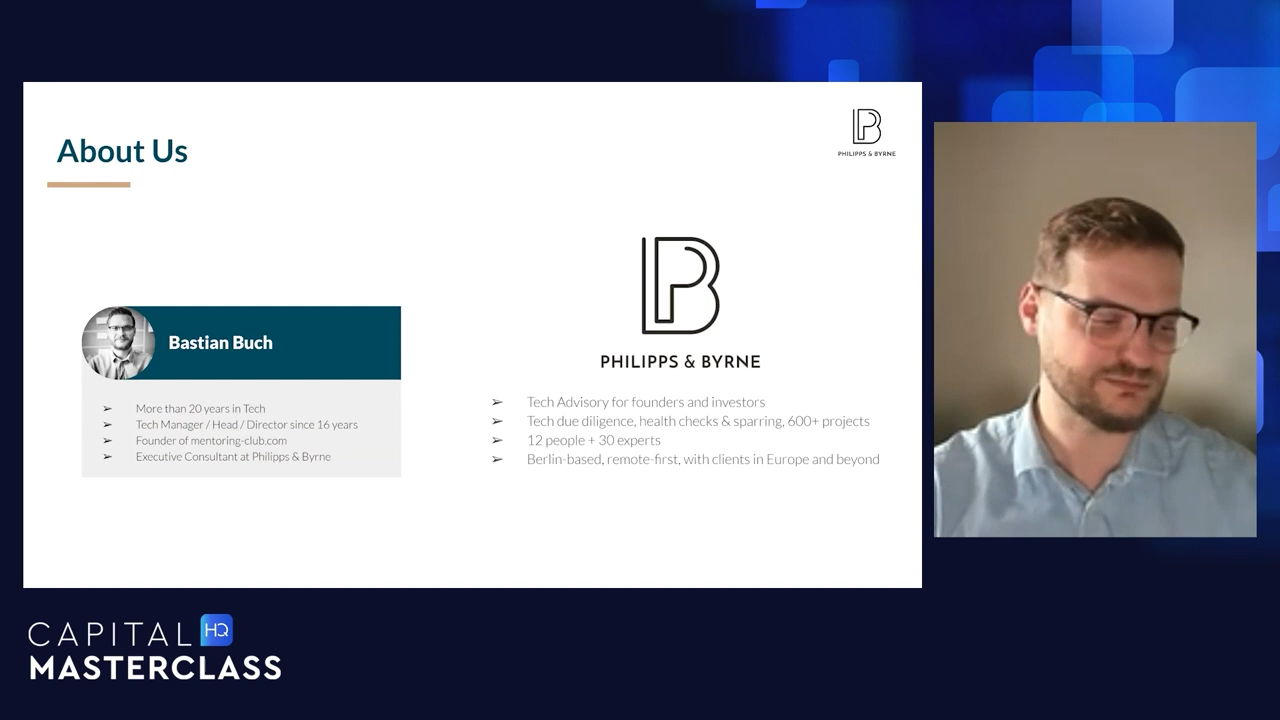 About Us
PHILIPPS & BYRNE
Bastian Buch
➢ More than 20 years in Tech
➢ Tech Manager / Head / Director since 16 years
➢ Founder of mentoring-club.com
➢ Executive Consultant at Philipps & Byrne
PHILIPPS & BYRNE
➢ Tech Advisory for founders and investors
➢ Tech due diligence, health checks & sparring, 600+ projects
➢ 12 people + 30 experts
➢ Berlin-based, remote-first, with clients in Europe and beyond
CAPITAL HQ
MASTERCLASS